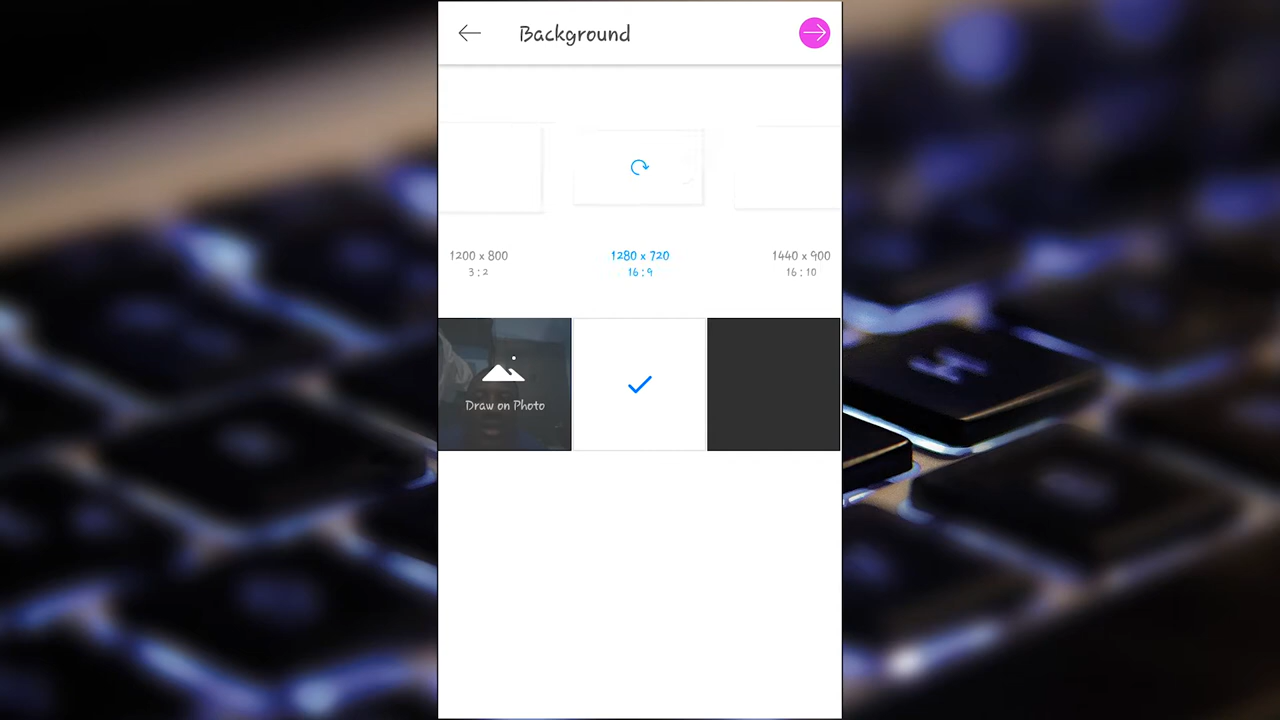 Background
1200 x 800
3 : 2
1280 x 720
16 : 9
1440 x 900
16 : 10
Draw on Photo